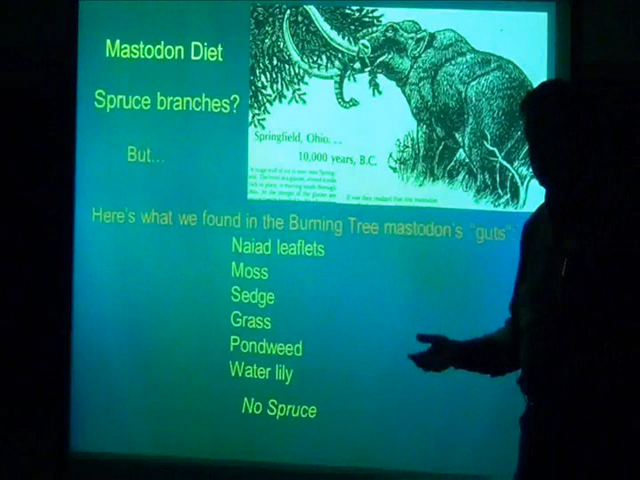 Mastodon Diet
Spruce branches?
But...
Springfield, Ohio. ...
10,000 years, B.C.
Here's what we found in the Burning Tree mastodon's "guts"
Naiad leaflets
Moss
Sedge
Grass
Pondweed
Water lily
No Spruce